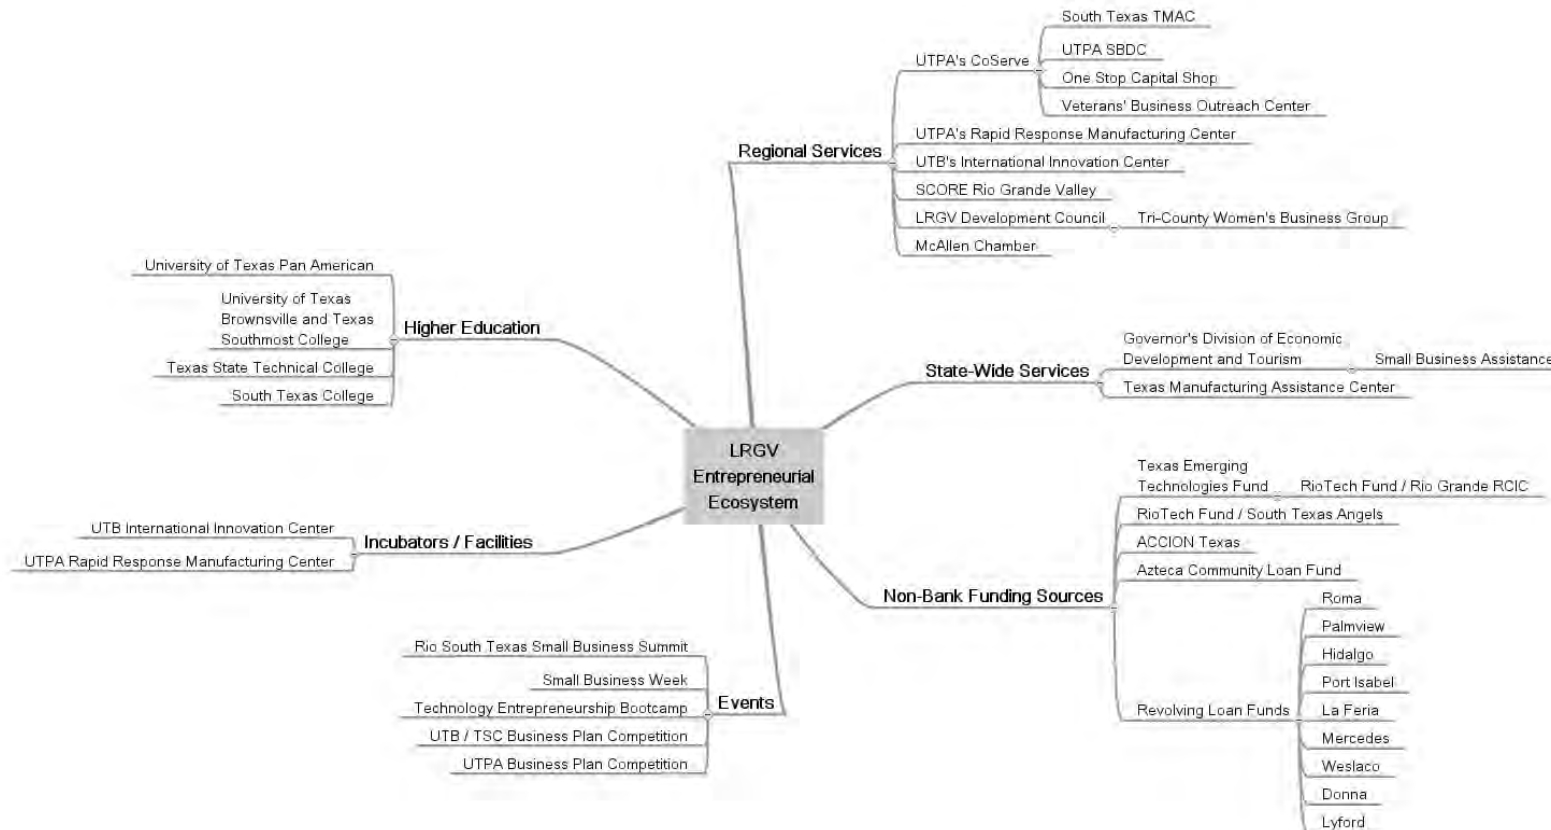 South Texas TMAC
UTPA's CoServe
UTPA SBDC
One Stop Capital Shop
Veterans' Business Outreach Center
Regional Services
UTPA's Rapid Response Manufacturing Center
UTB's International Innovation Center
SCORE Rio Grande Valley
LRGV Development Council
Tri-County Women's Business Group
McAllen Chamber
University of Texas Pan American
University of Texas
Brownsville and Texas
Southmost College
Higher Education
Texas State Technical College
South Texas College
State-Wide Services
Governor's Division of Economic
Development and Tourism
Small Business Assistance
Texas Manufacturing Assistance Center
LRGV
Entrepreneurial
Ecosystem
UTB International Innovation Center
Incubators / Facilities
UTPA Rapid Response Manufacturing Center
Non-Bank Funding Sources
Texas Emerging
Technologies Fund
RioTech Fund / Rio Grande RCIC
RioTech Fund / South Texas Angels
ACCION Texas
Azteca Community Loan Fund
Revolving Loan Funds
Roma
Palmview
Hidalgo
Port Isabel
La Feria
Mercedes
Weslaco
Donna
Lyford
Rio South Texas Small Business Summit
Small Business Week
Technology Entrepreneurship Bootcamp
Events
UTB / TSC Business Plan Competition
UTPA Business Plan Competition